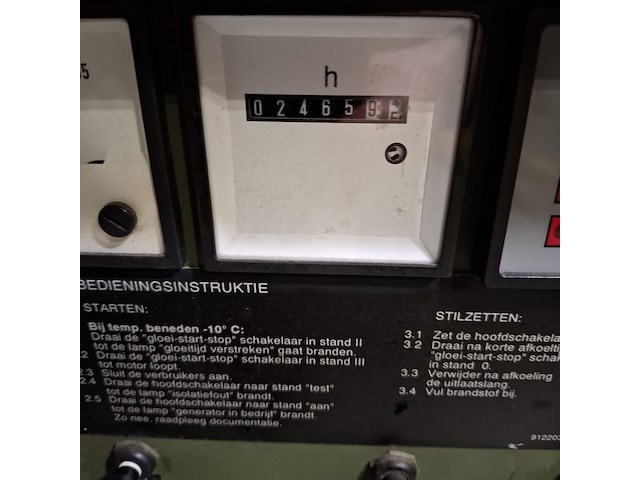 5
h
024659
BEDIENINGSINSTRUKTIE
STARTEN:
Bij temp. beneden -10° C:
Draai de "gloei-start-stop" schakelaar in stand II
tot de lamp "gloeitijd verstreken" gaat branden.
2 Draai de "gloei-start-stop" schakelaar in stand III
tot motor loopt.
2.3 Sluit de verbruikers aan.
2.4 Draai de hoofdschakelaar naar stand "test"
tot de lamp "isolatiefout" brandt.
2.5 Draai de hoofdschakelaar naar stand "aan"
tot de lamp "generator in bedrijf" brandt.
Zo nee, raadpleeg documentatie.
STILZETTEN:
3.1 Zet de hoofdschakelaa
3.2 Draai na korte afkoelti
"gloei-start-stop" schak
in stand 0.
3.3 Verwijder na afkoeling
de uitlaatslang.
3.4 Vul brandstof bij.
912203